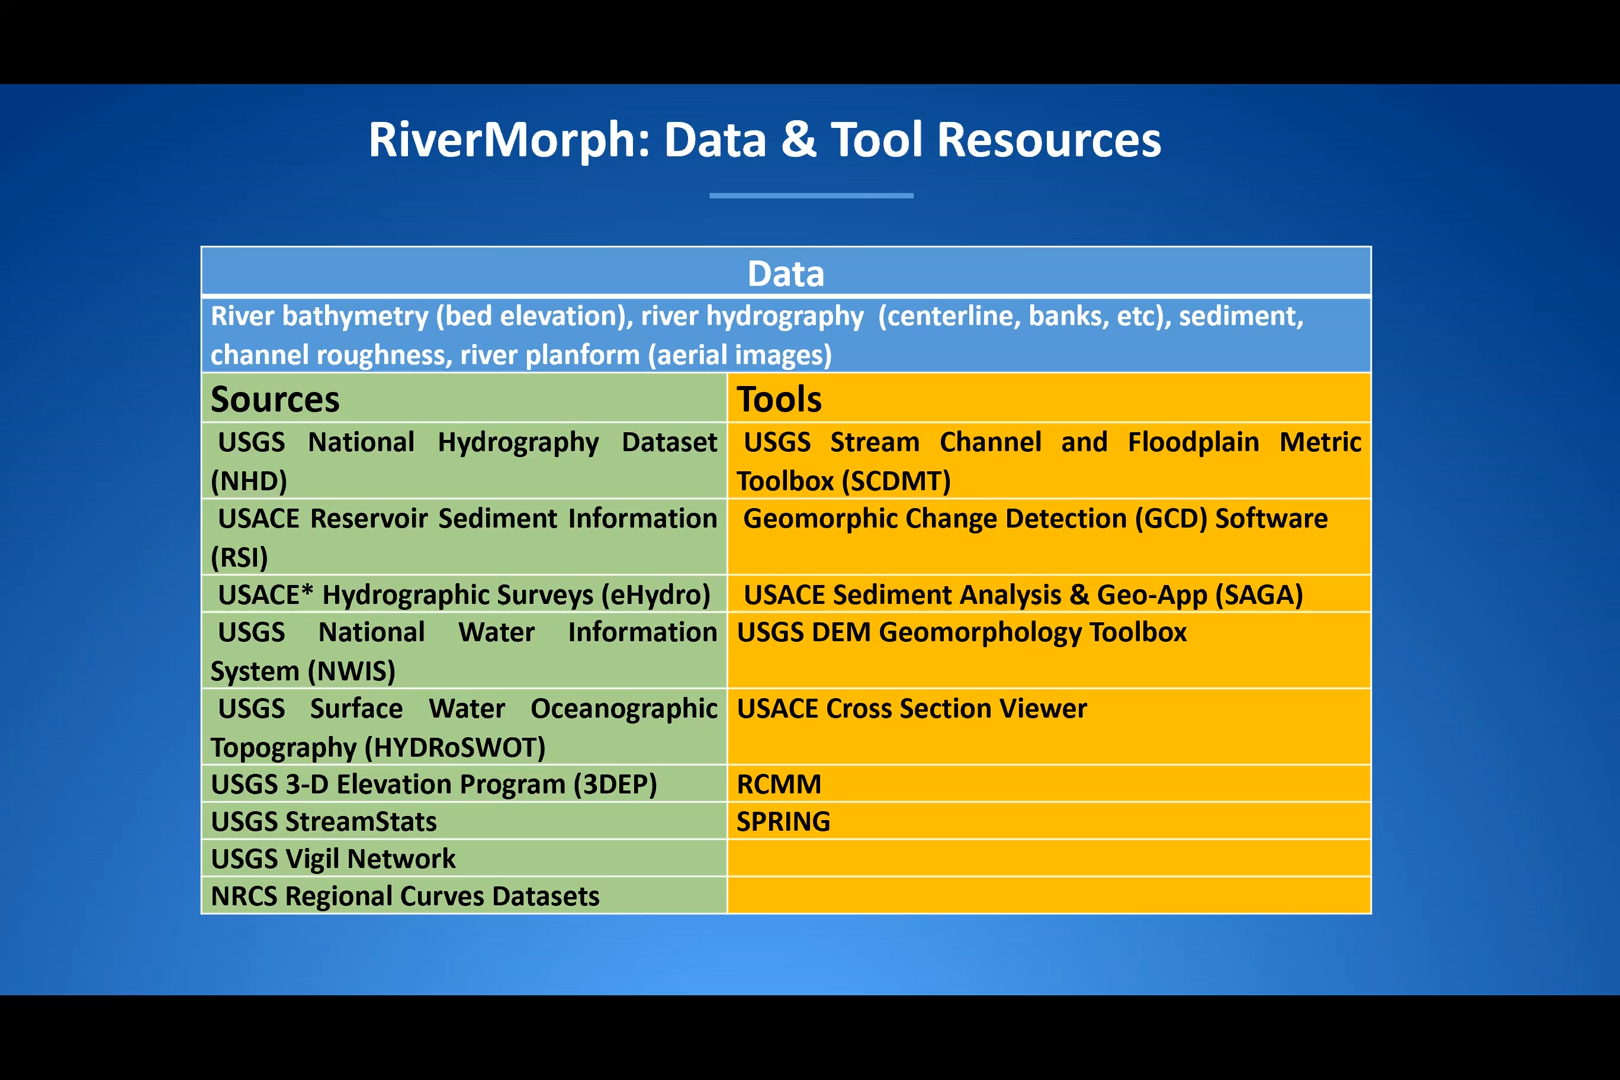 RiverMorph: Data & Tool Resources
Data
River bathymetry (bed elevation), river hydrography (centerline, banks, etc), sediment,
channel roughness, river planform (aerial images)
Sources
Tools
USGS National Hydrography Dataset
(NHD)
USGS Stream Channel and Floodplain Metric
Toolbox (SCDMT)
USACE Reservoir Sediment Information
(RSI)
Geomorphic Change Detection (GCD) Software
USACE* Hydrographic Surveys (eHydro)
USACE Sediment Analysis & Geo-App (SAGA)
USGS National Water Information
System (NWIS)
USGS DEM Geomorphology Toolbox
USGS Surface Water Oceanographic
Topography (HYDRoSWOT)
USACE Cross Section Viewer
USGS 3-D Elevation Program (3DEP)
RCMM
USGS StreamStats
SPRING
USGS Vigil Network
NRCS Regional Curves Datasets